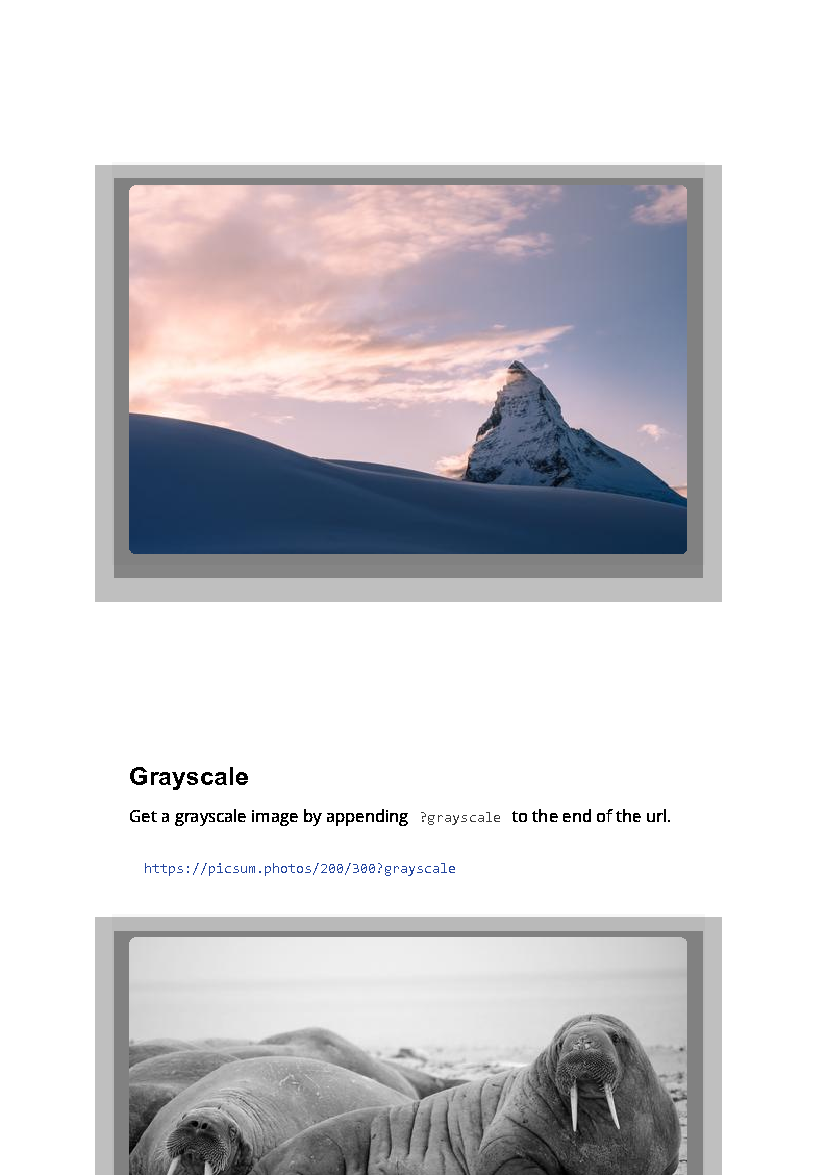 Grayscale
Get a grayscale image by appending ?grayscale to the end of the url.
https://picsum.photos/200/300?grayscale